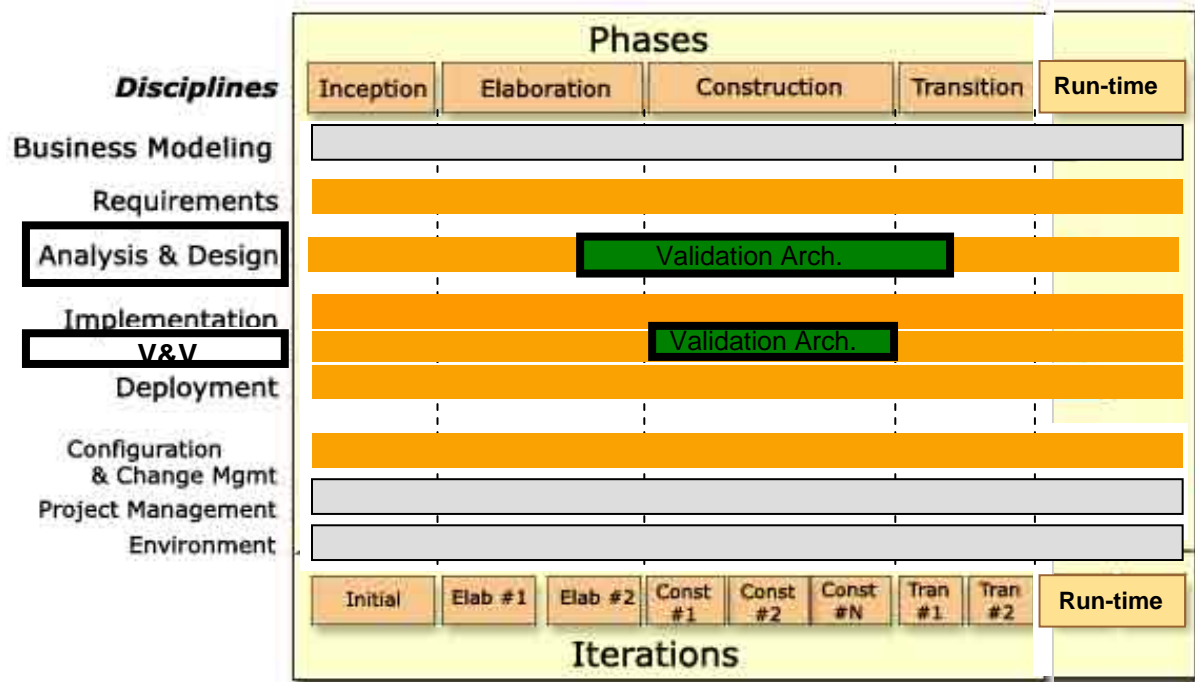 Phases
Disciplines Inception Elaboration Construction Transition Run-time
Business Modeling
Requirements
Analysis & Design Validation Arch.
Implementation
V&V Validation Arch.
Deployment
Configuration
& Change Mgmt
Project Management
Environment
Initial Elab #1 Elab #2 Const #1 Const #2 Const #N Tran #1 Tran #2 Run-time
Iterations